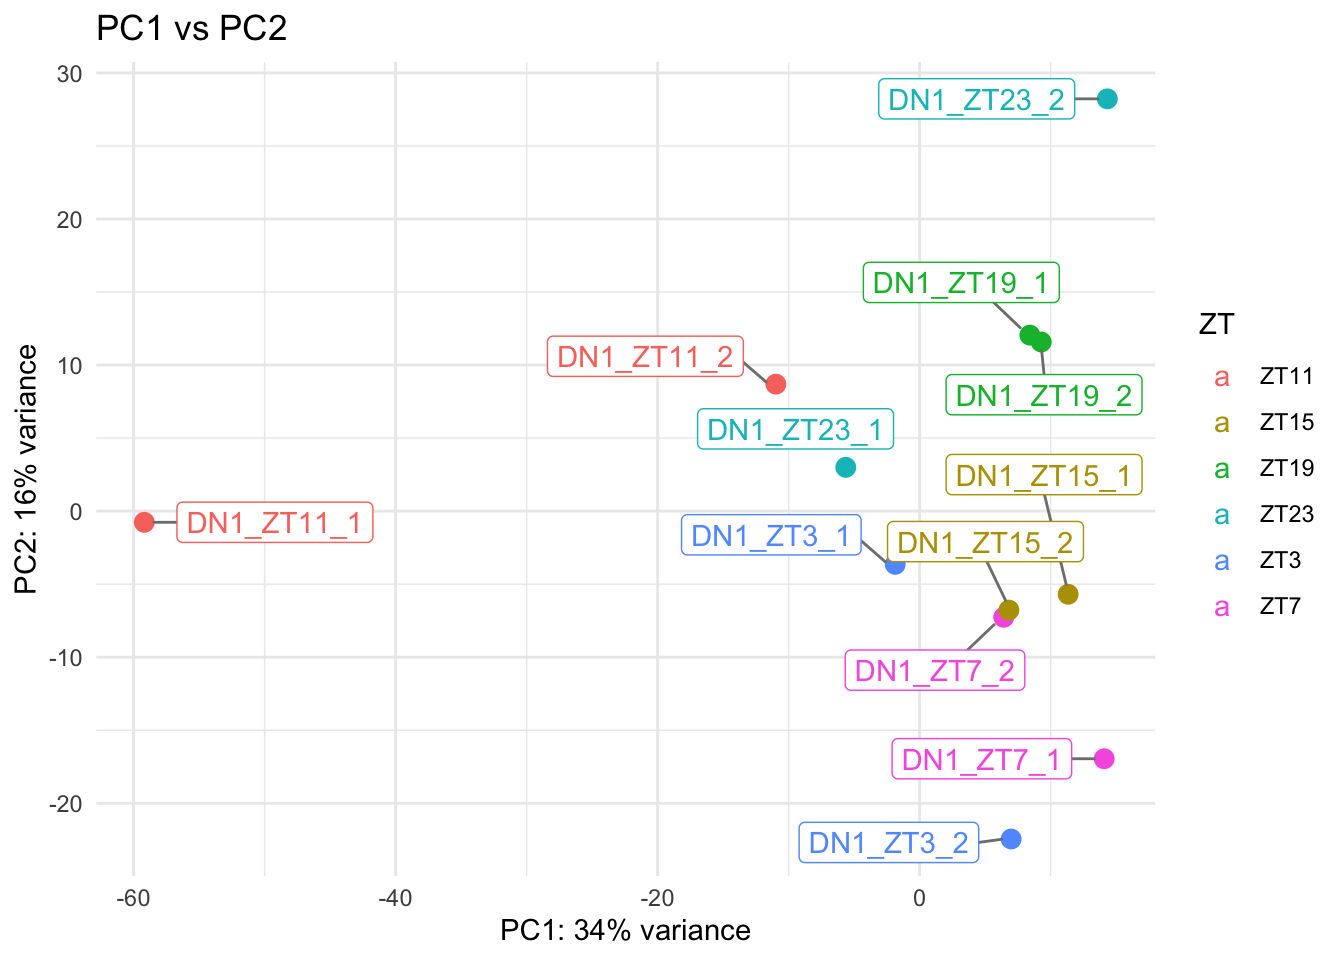 PC1 vs PC2
30
20
10
0
-10
-20
PC2: 16% variance
DN1_ZT23_2
DN1_ZT19_1
DN1_ZT11_2
DN1_ZT19_2
DN1_ZT23_1
DN1_ZT15_1
DN1_ZT11_1
DN1_ZT3_1
DN1_ZT15_2
DN1_ZT7_2
DN1_ZT7_1
DN1_ZT3_2
-60
-40
-20
0
PC1: 34% variance
ZT
a ZT11
a ZT15
a ZT19
a ZT23
a ZT3
a ZT7